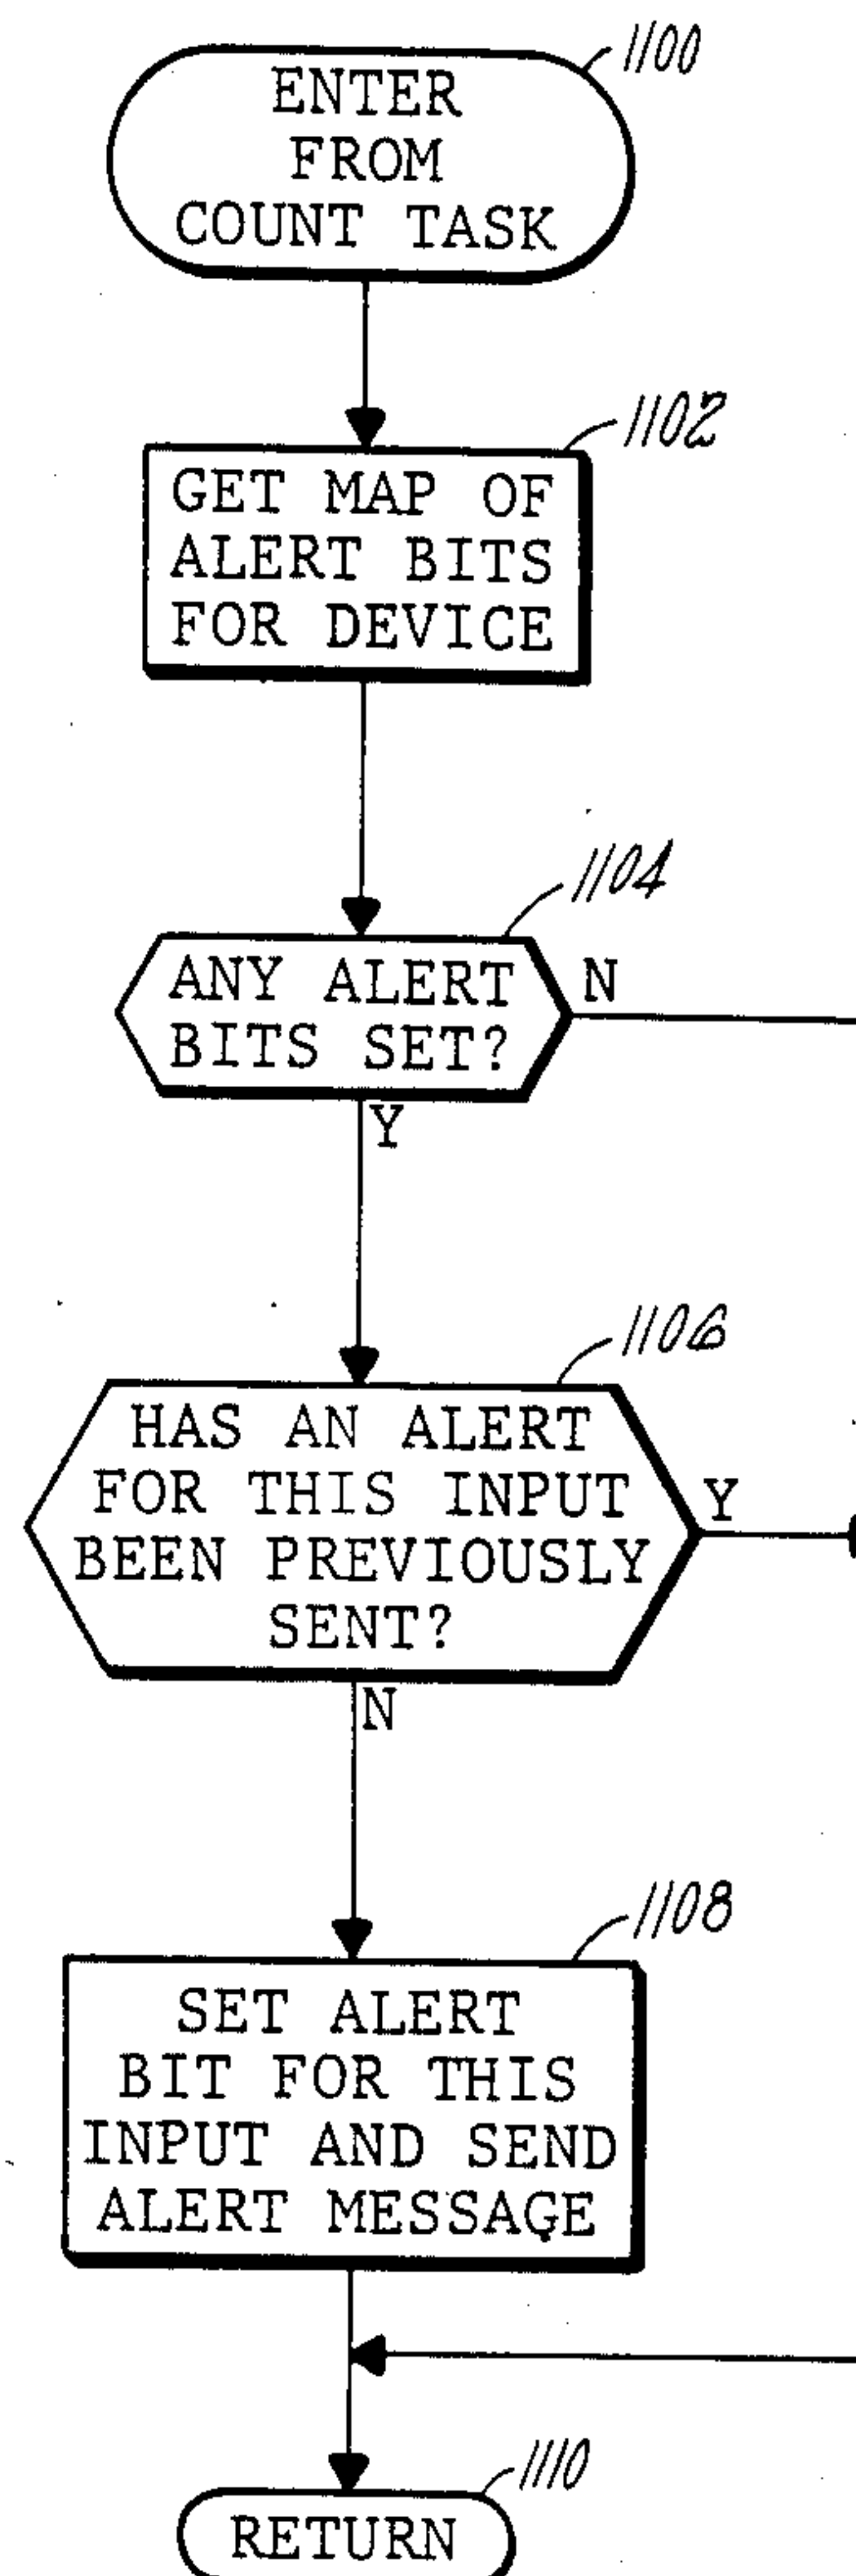 1100
ENTER
FROM
COUNT TASK
1102
GET MAP OF
ALERT BITS
FOR DEVICE
1104
ANY ALERT
BITS SET?
N
Y
1106
HAS AN ALERT
FOR THIS INPUT
BEEN PREVIOUSLY
SENT?
Y
N
1108
SET ALERT
BIT FOR THIS
INPUT AND SEND
ALERT MESSAGE
1110
RETURN